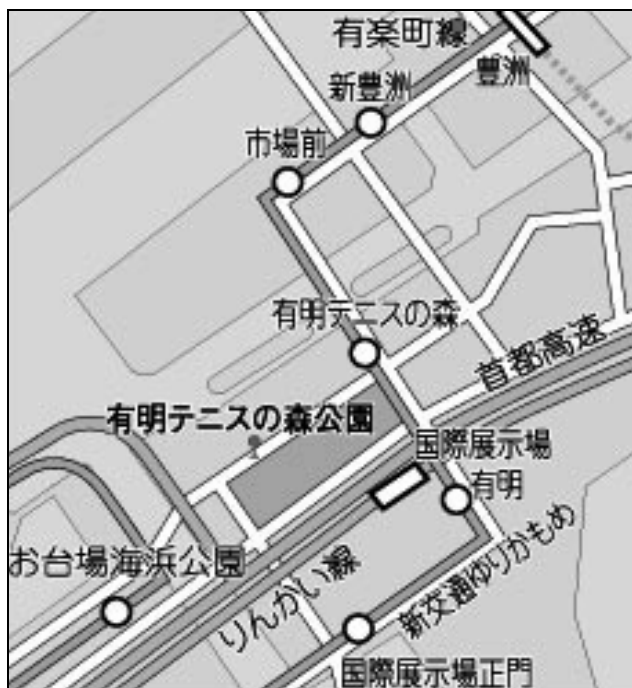 有楽町線
豊洲
新豊洲
市場前
有明テニスの森
首都高速
有明テニスの森公園
国際展示場
有明
お台場海浜公園
りんかい線
新交通ゆりかもめ
国際展示場正門